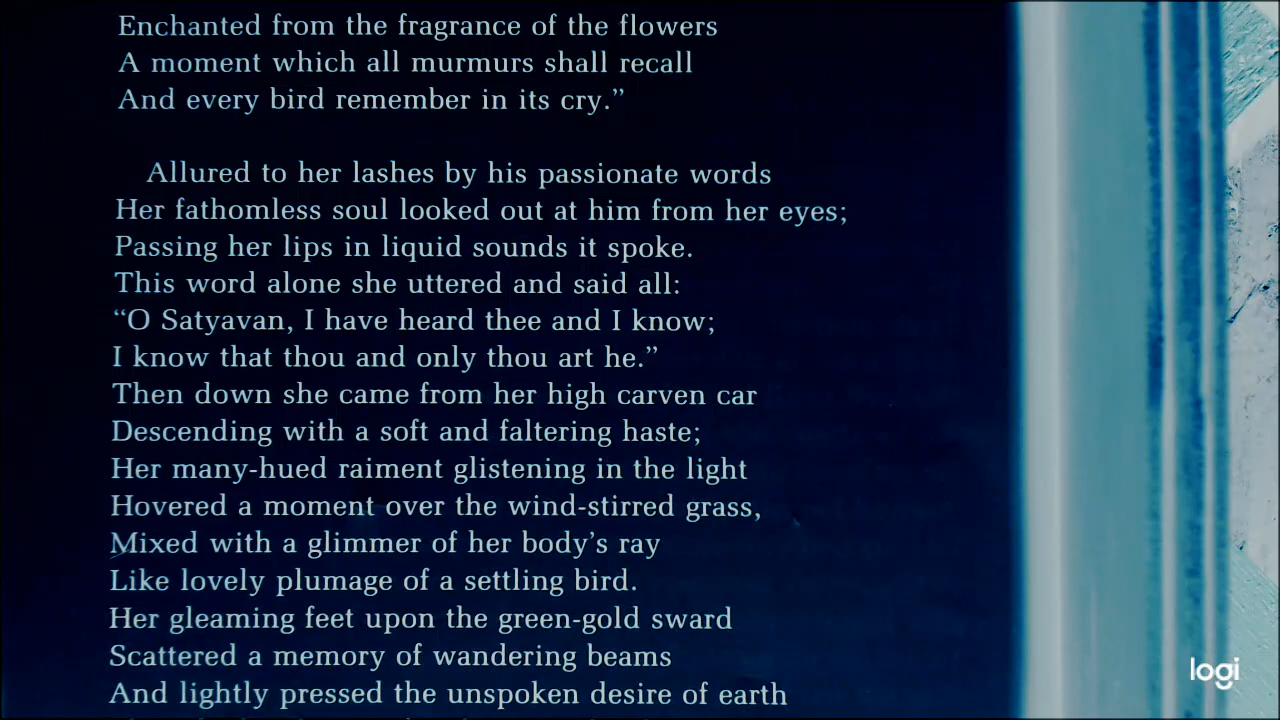 Enchanted from the fragrance of the flowers
A moment which all murmurs shall recall
And every bird remember in its cry.”
Allured to her lashes by his passionate words
Her fathomless soul looked out at him from her eyes;
Passing her lips in liquid sounds it spoke.
This word alone she uttered and said all:
“O Satyavan, I have heard thee and I know;
I know that thou and only thou art he.”
Then down she came from her high carven car
Descending with a soft and faltering haste;
Her many-hued raiment glistening in the light
Hovered a moment over the wind-stirred grass,
Mixed with a glimmer of her body’s ray
Like lovely plumage of a settling bird.
Her gleaming feet upon the green-gold sward
Scattered a memory of wandering beams
And lightly pressed the unspoken desire of earth
logi